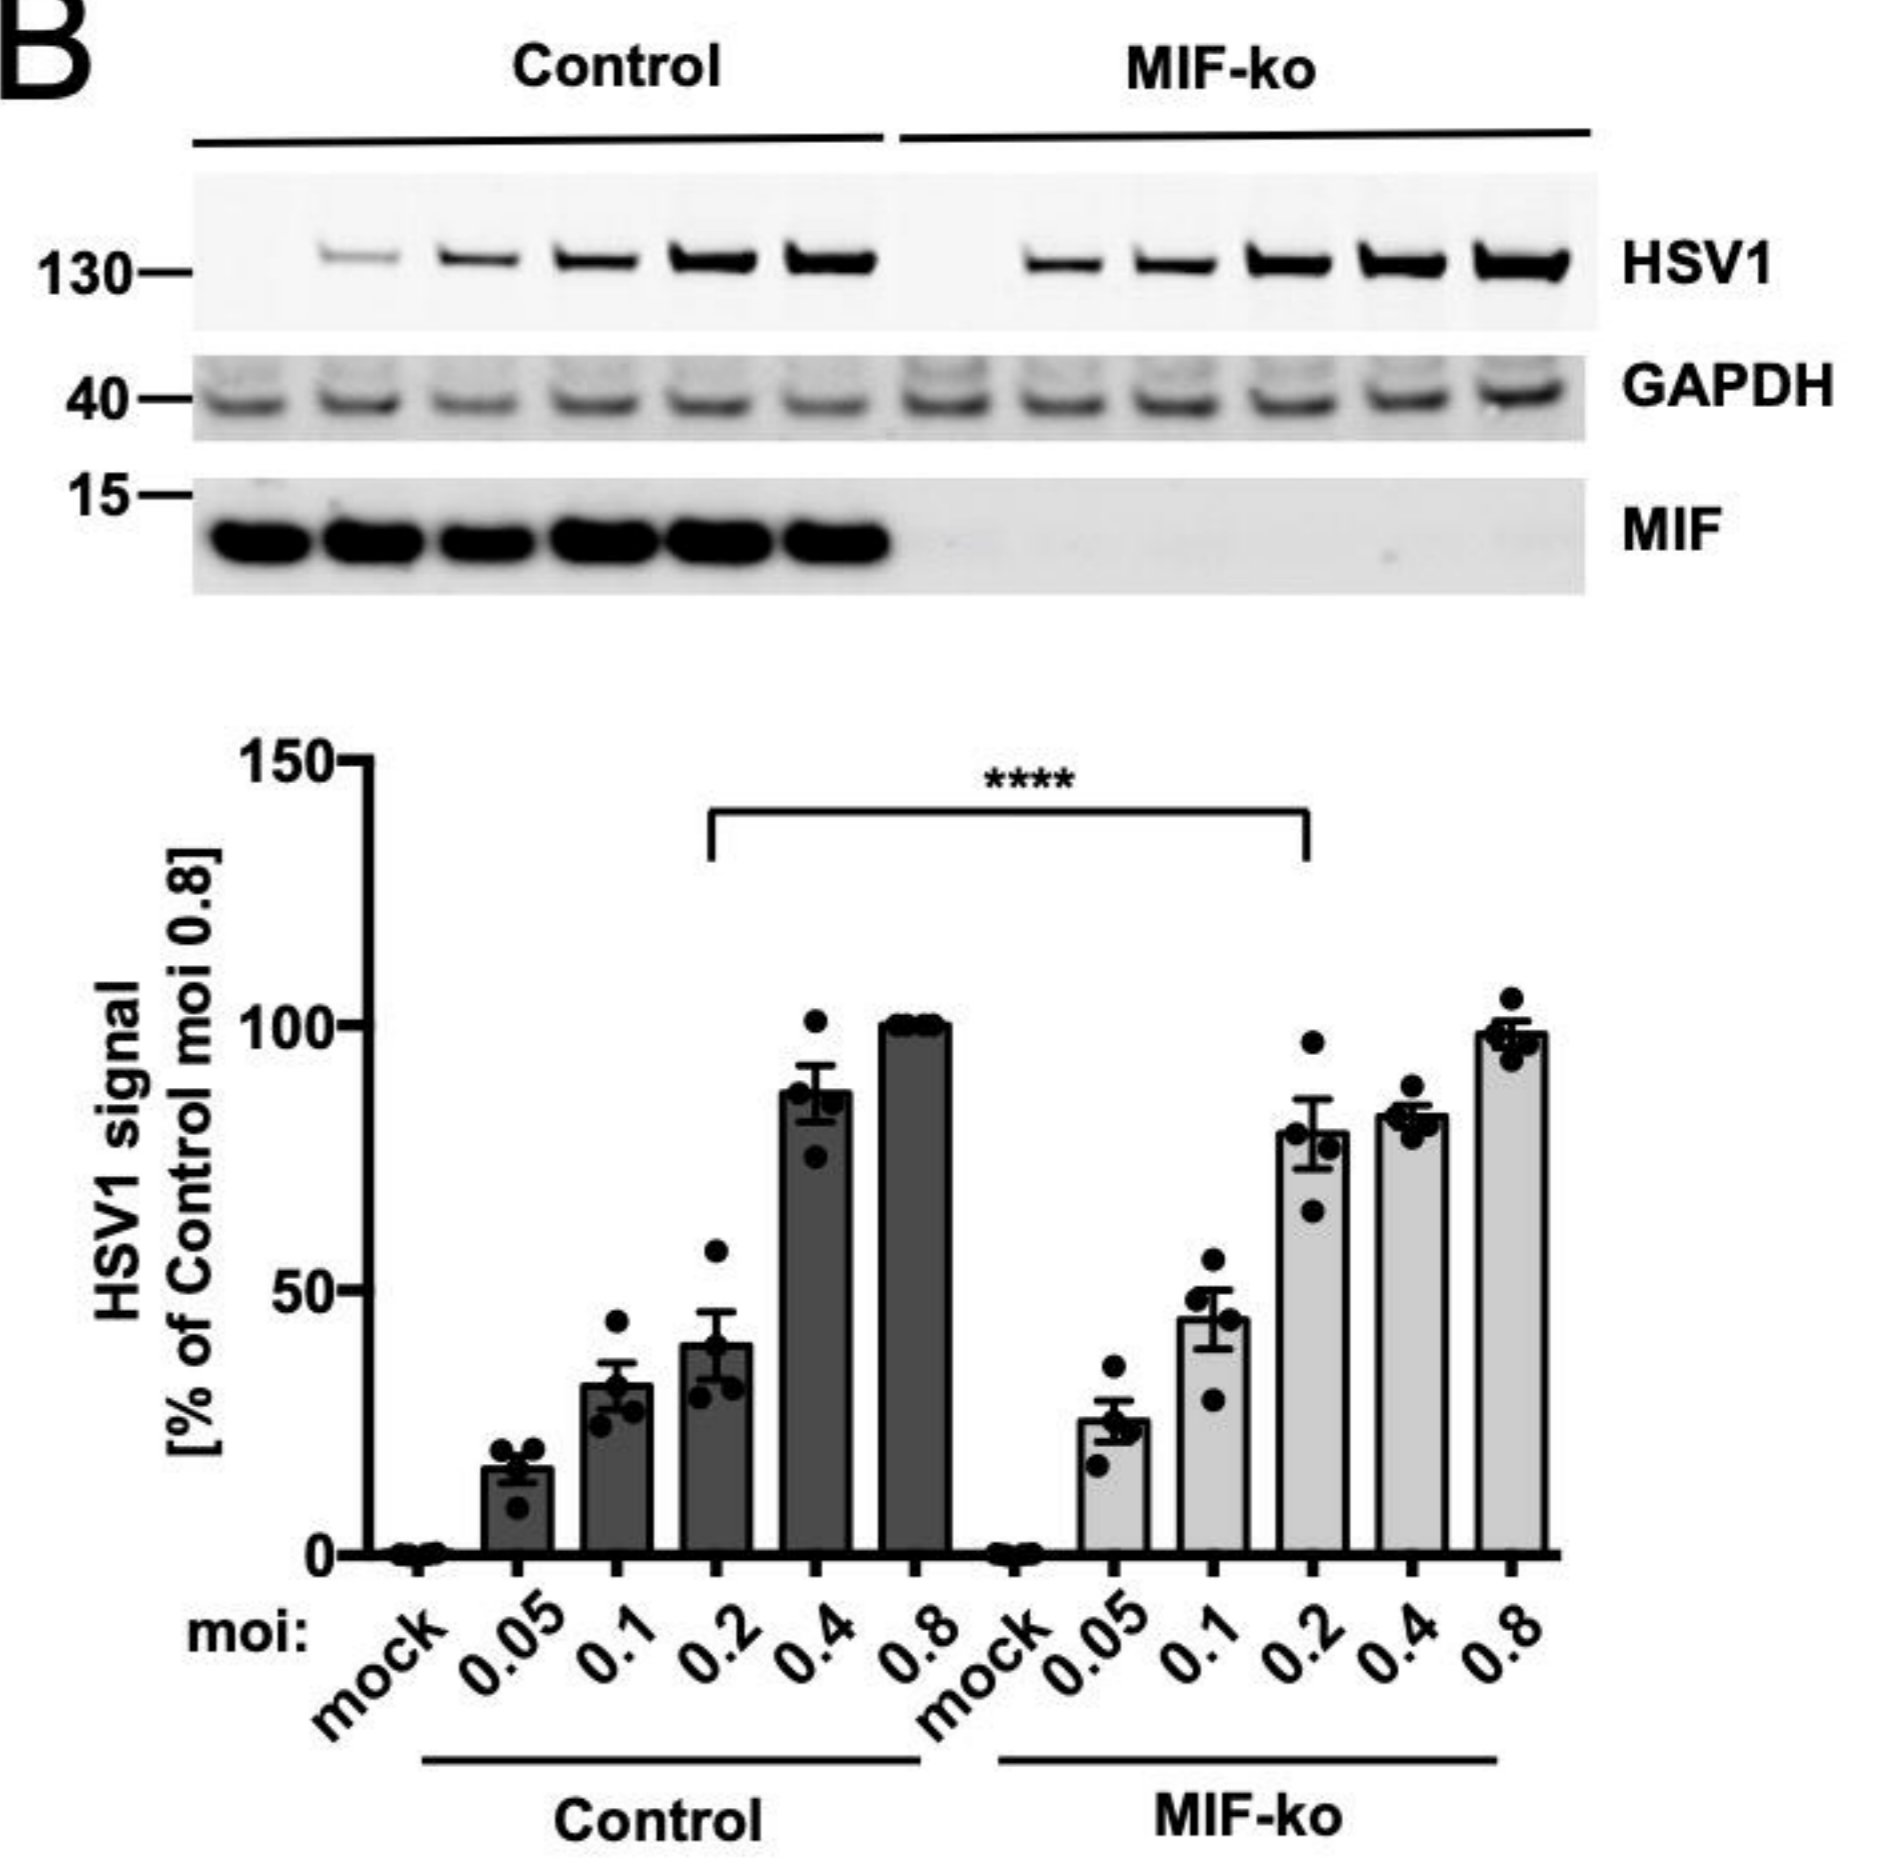 B
Control MIF-ko
130 HSV1
40 GAPDH
15 MIF
150
****
100
50
0
HSV1 signal
[% of Control moi 0.8]
moi: mock 0.05 0.1 0.2 0.4 0.8 mock 0.05 0.1 0.2 0.4 0.8
Control MIF-ko